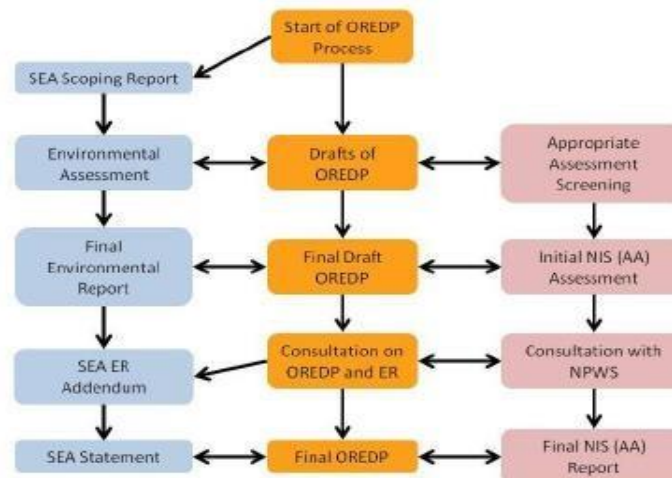 Start of OREDP
Process
SEA Scoping Report
Environmental
Assessment
Drafts of
OREDP
Appropriate
Assessment
Screening
Final
Environmental
Report
Final Draft
OREDP
Initial NIS (AA)
Assessment
SEA ER
Addendum
Consultation on
OREDP and ER
Consultation with
NPWS
SEA Statement
Final OREDP
Final NIS (AA)
Report